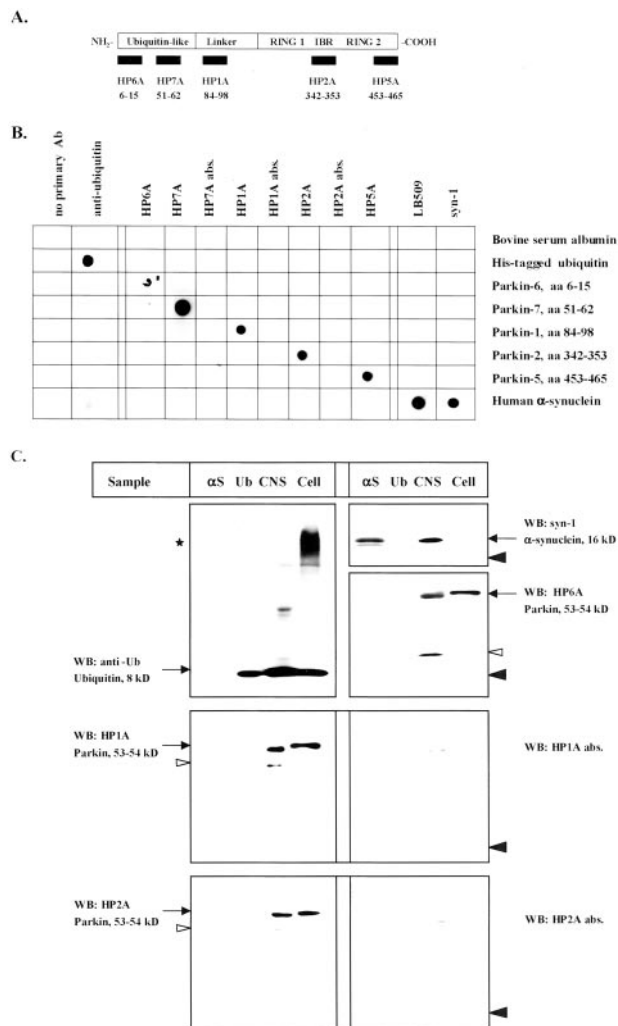 A.
NH2- Ubiquitin-like Linker RING 1 IBR RING 2 -COOH
HP6A HP7A HP1A HP2A HP5A
6-15 51-62 84-98 342-353 453-465
B.
no primary Ab
anti-ubiquitin
HP6A
HP7A
HP7A abs.
HP1A
HP1A abs.
HP2A
HP2A abs.
HP5A
LB509
syn-1
Bovine serum albumin
His-tagged ubiquitin
Parkin-6, aa 6-15
Parkin-7, aa 51-62
Parkin-1, aa 84-98
Parkin-2, aa 342-353
Parkin-5, aa 453-465
Human α-synuclein
C.
Sample αS Ub CNS Cell αS Ub CNS Cell
WB: syn-1
α-synuclein, 16 kD
WB: HP6A
Parkin, 53-54 kD
WB: anti-Ub
Ubiquitin, 8 kD
WB: HP1A
Parkin, 53-54 kD
WB: HP1A abs.
WB: HP2A
Parkin, 53-54 kD
WB: HP2A abs.